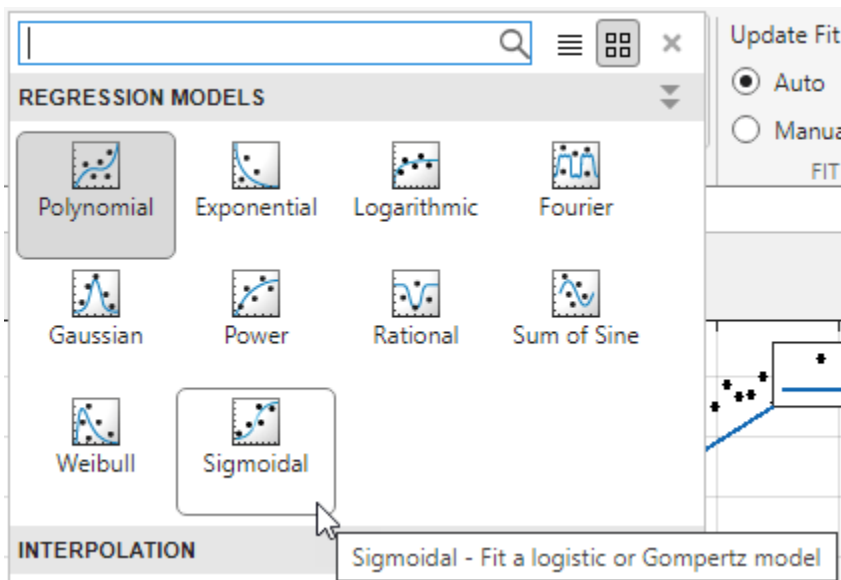 Update Fit
REGRESSION MODELS
Auto
FIT
Polynomial Exponential Logarithmic Fourier
Gaussian Power Rational Sum of Sine
Weibull Sigmoidal
INTERPOLATION
Sigmoidal - Fit a logistic or Gompertz model